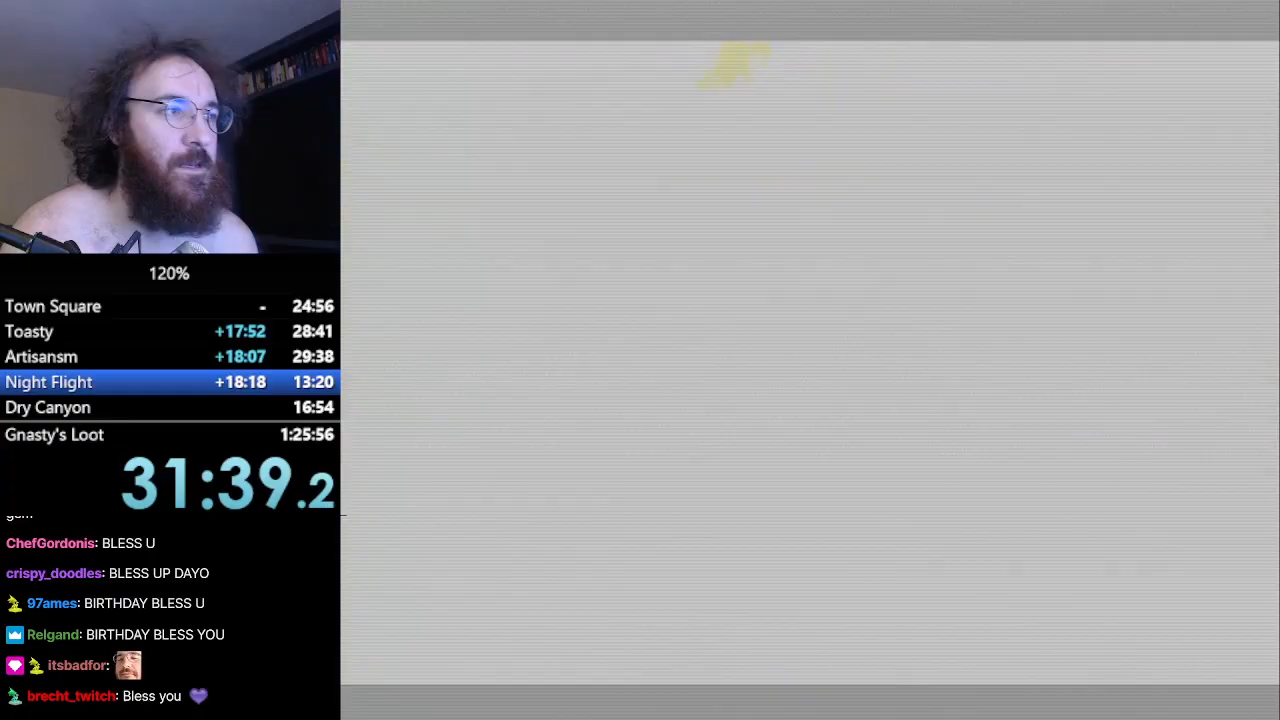 120%
Town Square - 24:56
Toasty +17:52 28:41
Artisansm +18:07 29:38
Night Flight +18:18 13:20
Dry Canyon 16:54
Gnasty's Loot 1:25:56
31:39.2
ChefGordonis: BLESS U
crispy_doodles: BLESS UP DAYO
97ames: BIRTHDAY BLESS U
Relgand: BIRTHDAY BLESS YOU
itsbadfor:
brecht_twitch: Bless you